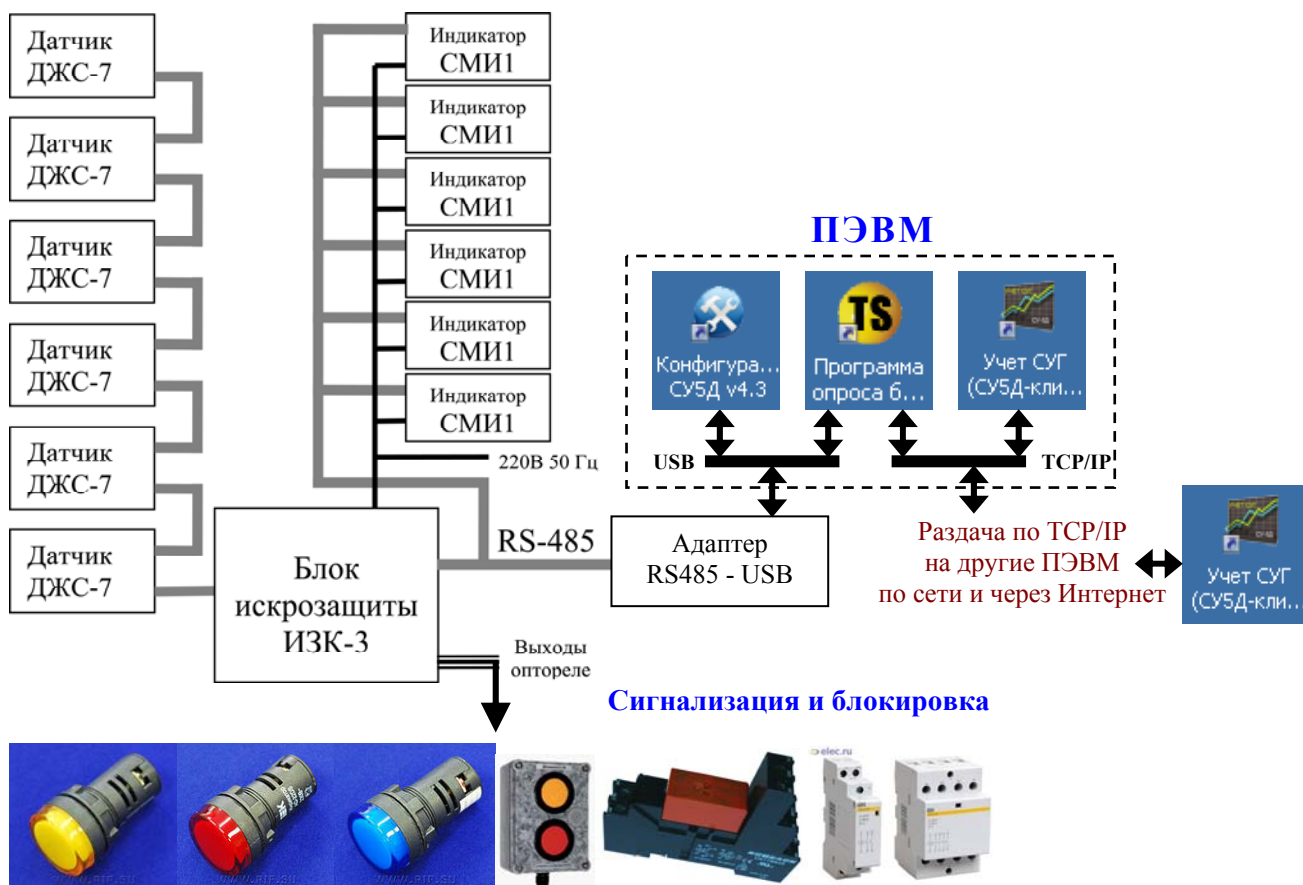 Датчик
ДЖС-7
Датчик
ДЖС-7
Датчик
ДЖС-7
Датчик
ДЖС-7
Датчик
ДЖС-7
Датчик
ДЖС-7
Индикатор
СМИ1
Индикатор
СМИ1
Индикатор
СМИ1
Индикатор
СМИ1
Индикатор
СМИ1
Индикатор
СМИ1
220В 50 Гц
Блок
искрозащиты
ИЗК-3
RS-485
Адаптер
RS485 - USB
Выходы
оптореле
ПЭВМ
TS
Конфигура...
СУ5Д v4.3
Программа
опроса б...
Учет СУГ
(СУ5Д-кли...
USB
TCP/IP
Раздача по TCP/IP
на другие ПЭВМ
по сети и через Интернет
Учет СУГ
(СУ5Д-кли...
Сигнализация и блокировка
elec.ru